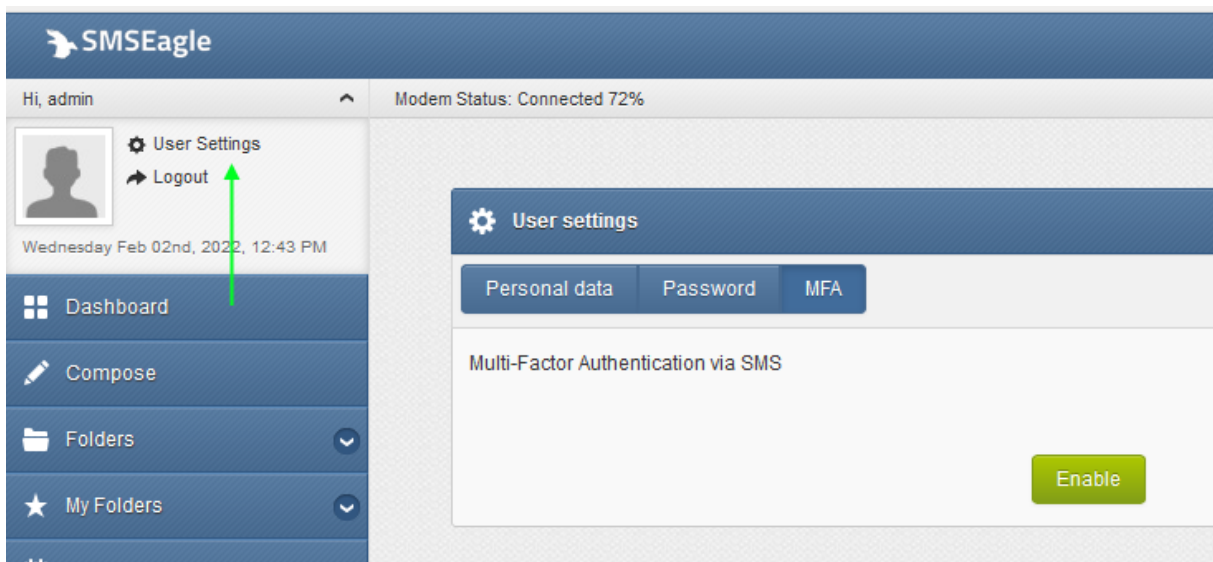 SMSEagle
Hi, admin
Modem Status: Connected 72%
User Settings
Logout
Wednesday Feb 02nd, 2022, 12:43 PM
Dashboard
Compose
Folders
My Folders
User settings
Personal data Password MFA
Multi-Factor Authentication via SMS
Enable